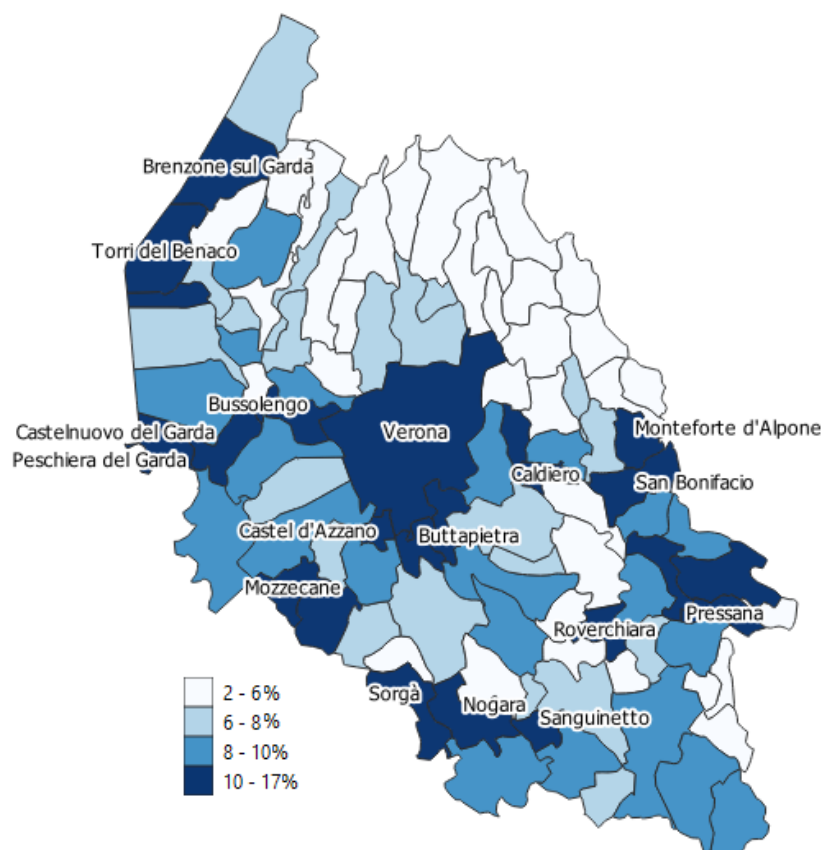 Brenzone sul Garda
Torri del Benaco
Bussolengo
Castelnuovo del Garda
Verona
Monteforte d'Alpone
Peschiera del Garda
Caldiero
San Bonifacio
Castel d'Azzano
Buttapietra
Mozzecane
Pressana
Roverchiara
Sorgà
Nogara
Sanguinetto
2 - 6%
6 - 8%
8 - 10%
10 - 17%